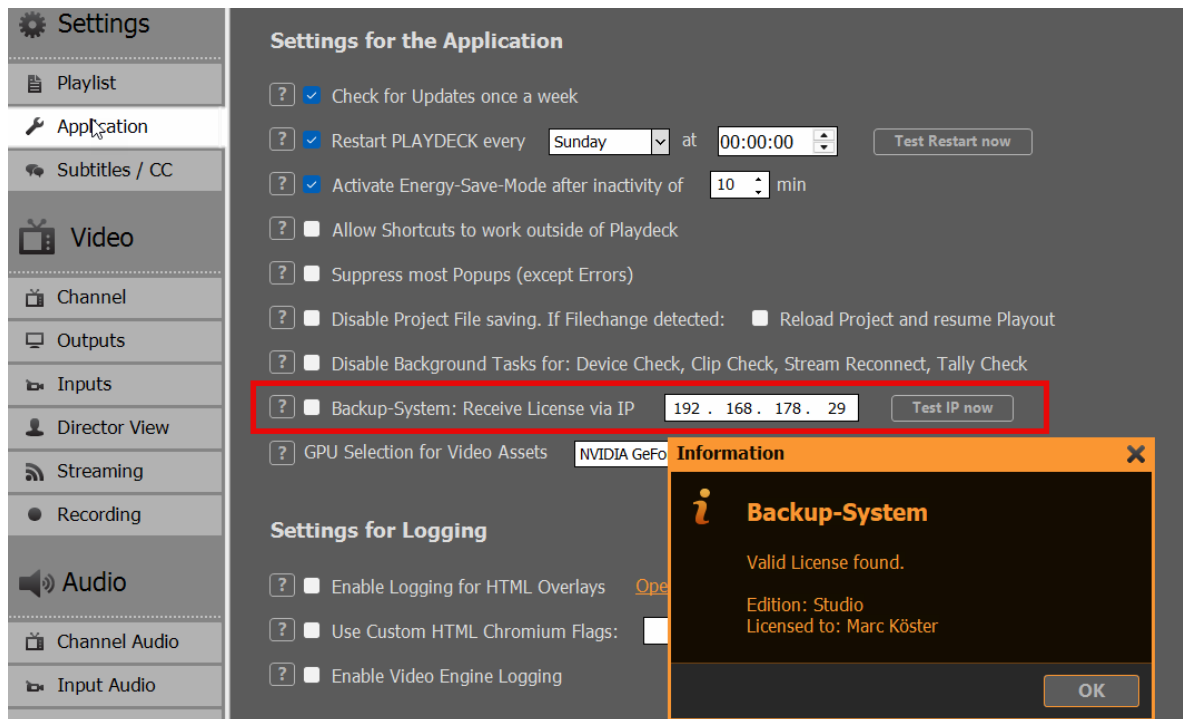 Settings
Playlist
Application
Subtitles / CC
Video
Channel
Outputs
Inputs
Director View
Streaming
Recording
Audio
Channel Audio
Input Audio
Settings for the Application
? Check for Updates once a week
? Restart PLAYDECK every Sunday at 00:00:00 Test Restart now
? Activate Energy-Save-Mode after inactivity of 10 min
? Allow Shortcuts to work outside of Playdeck
? Suppress most Popups (except Errors)
? Disable Project File saving. If Filechange detected: Reload Project and resume Playout
? Disable Background Tasks for: Device Check, Clip Check, Stream Reconnect, Tally Check
? Backup-System: Receive License via IP 192 . 168 . 178 . 29 Test IP now
? GPU Selection for Video Assets NVIDIA GeFo
Settings for Logging
? Enable Logging for HTML Overlays Ope
? Use Custom HTML Chromium Flags:
? Enable Video Engine Logging
Information
Backup-System
Valid License found.
Edition: Studio
Licensed to: Marc Köster
OK